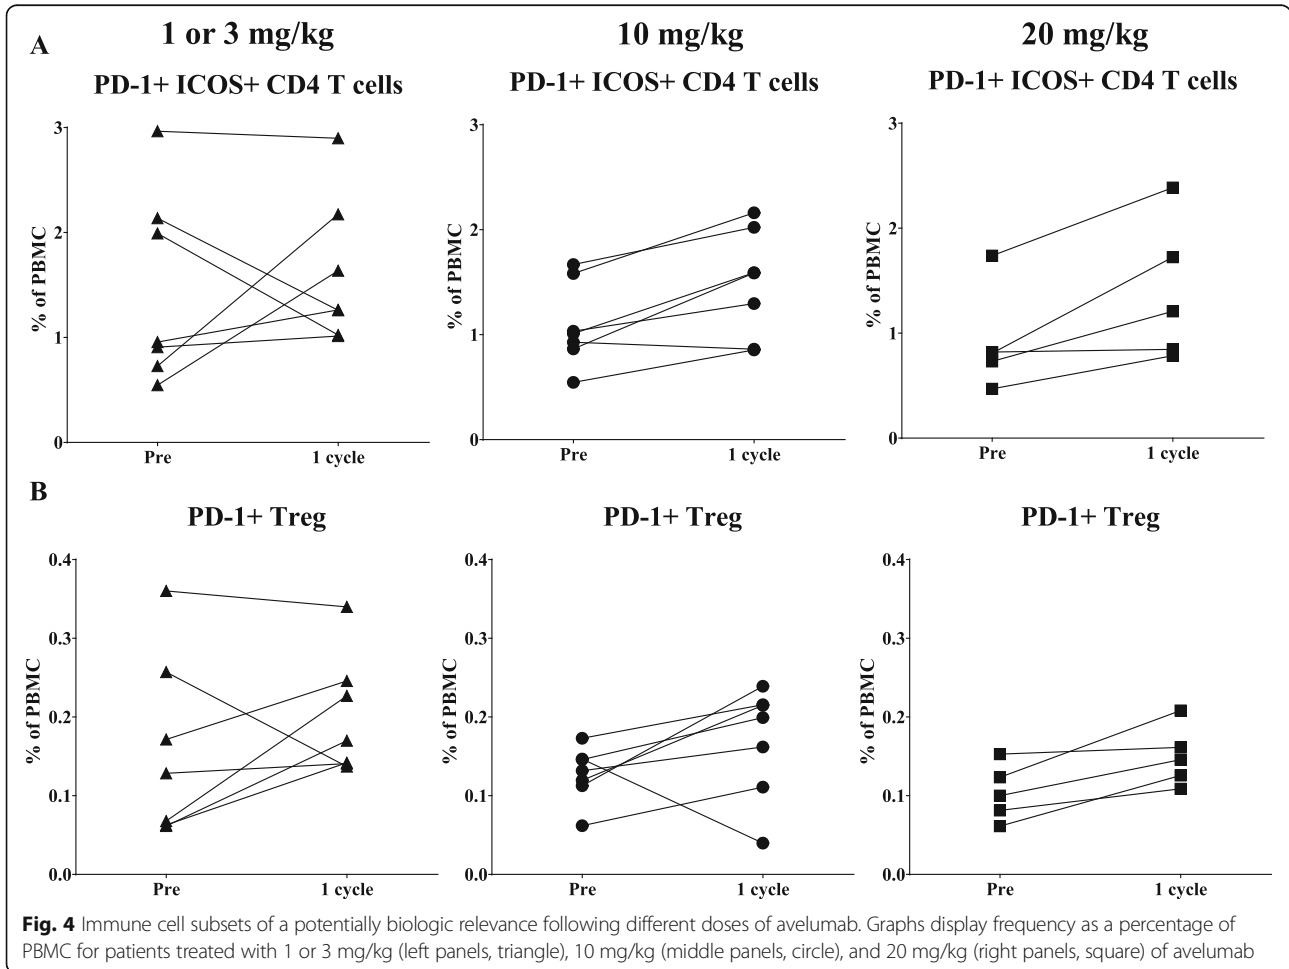 A
1 or 3 mg/kg
10 mg/kg
20 mg/kg
PD-1+ ICOS+ CD4 T cells
PD-1+ ICOS+ CD4 T cells
PD-1+ ICOS+ CD4 T cells
% of PBMC
3
2
1
0
Pre
1 cycle
% of PBMC
3
2
1
0
Pre
1 cycle
% of PBMC
3
2
1
0
Pre
1 cycle
B
PD-1+ Treg
PD-1+ Treg
PD-1+ Treg
% of PBMC
0.4
0.3
0.2
0.1
0.0
Pre
1 cycle
% of PBMC
0.4
0.3
0.2
0.1
0.0
Pre
1 cycle
% of PBMC
0.4
0.3
0.2
0.1
0.0
Pre
1 cycle
Fig. 4 Immune cell subsets of a potentially biologic relevance following different doses of avelumab. Graphs display frequency as a percentage of
PBMC for patients treated with 1 or 3 mg/kg (left panels, triangle), 10 mg/kg (middle panels, circle), and 20 mg/kg (right panels, square) of avelumab